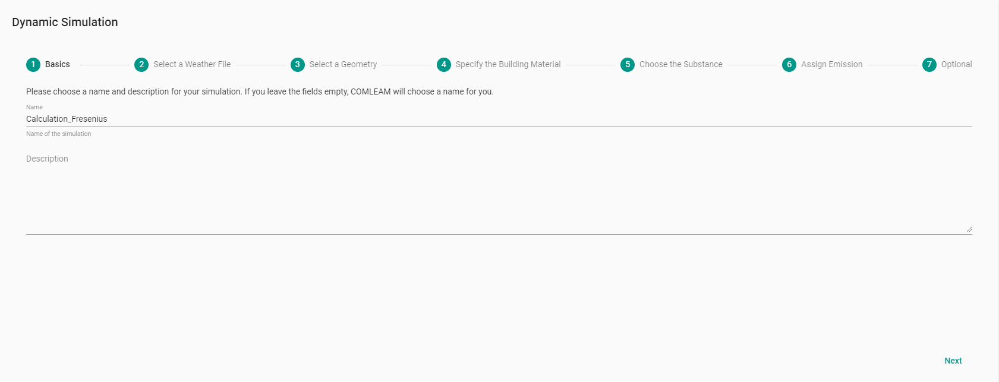 Dynamic Simulation
1 Basics 2 Select a Weather File 3 Select a Geometry 4 Specify the Building Material 5 Choose the Substance 6 Assign Emission 7 Optional
Please choose a name and description for your simulation. If you leave the fields empty, COMLEAM will choose a name for you.
Name
Calculation_Fresenius
Name of the simulation
Description
Next